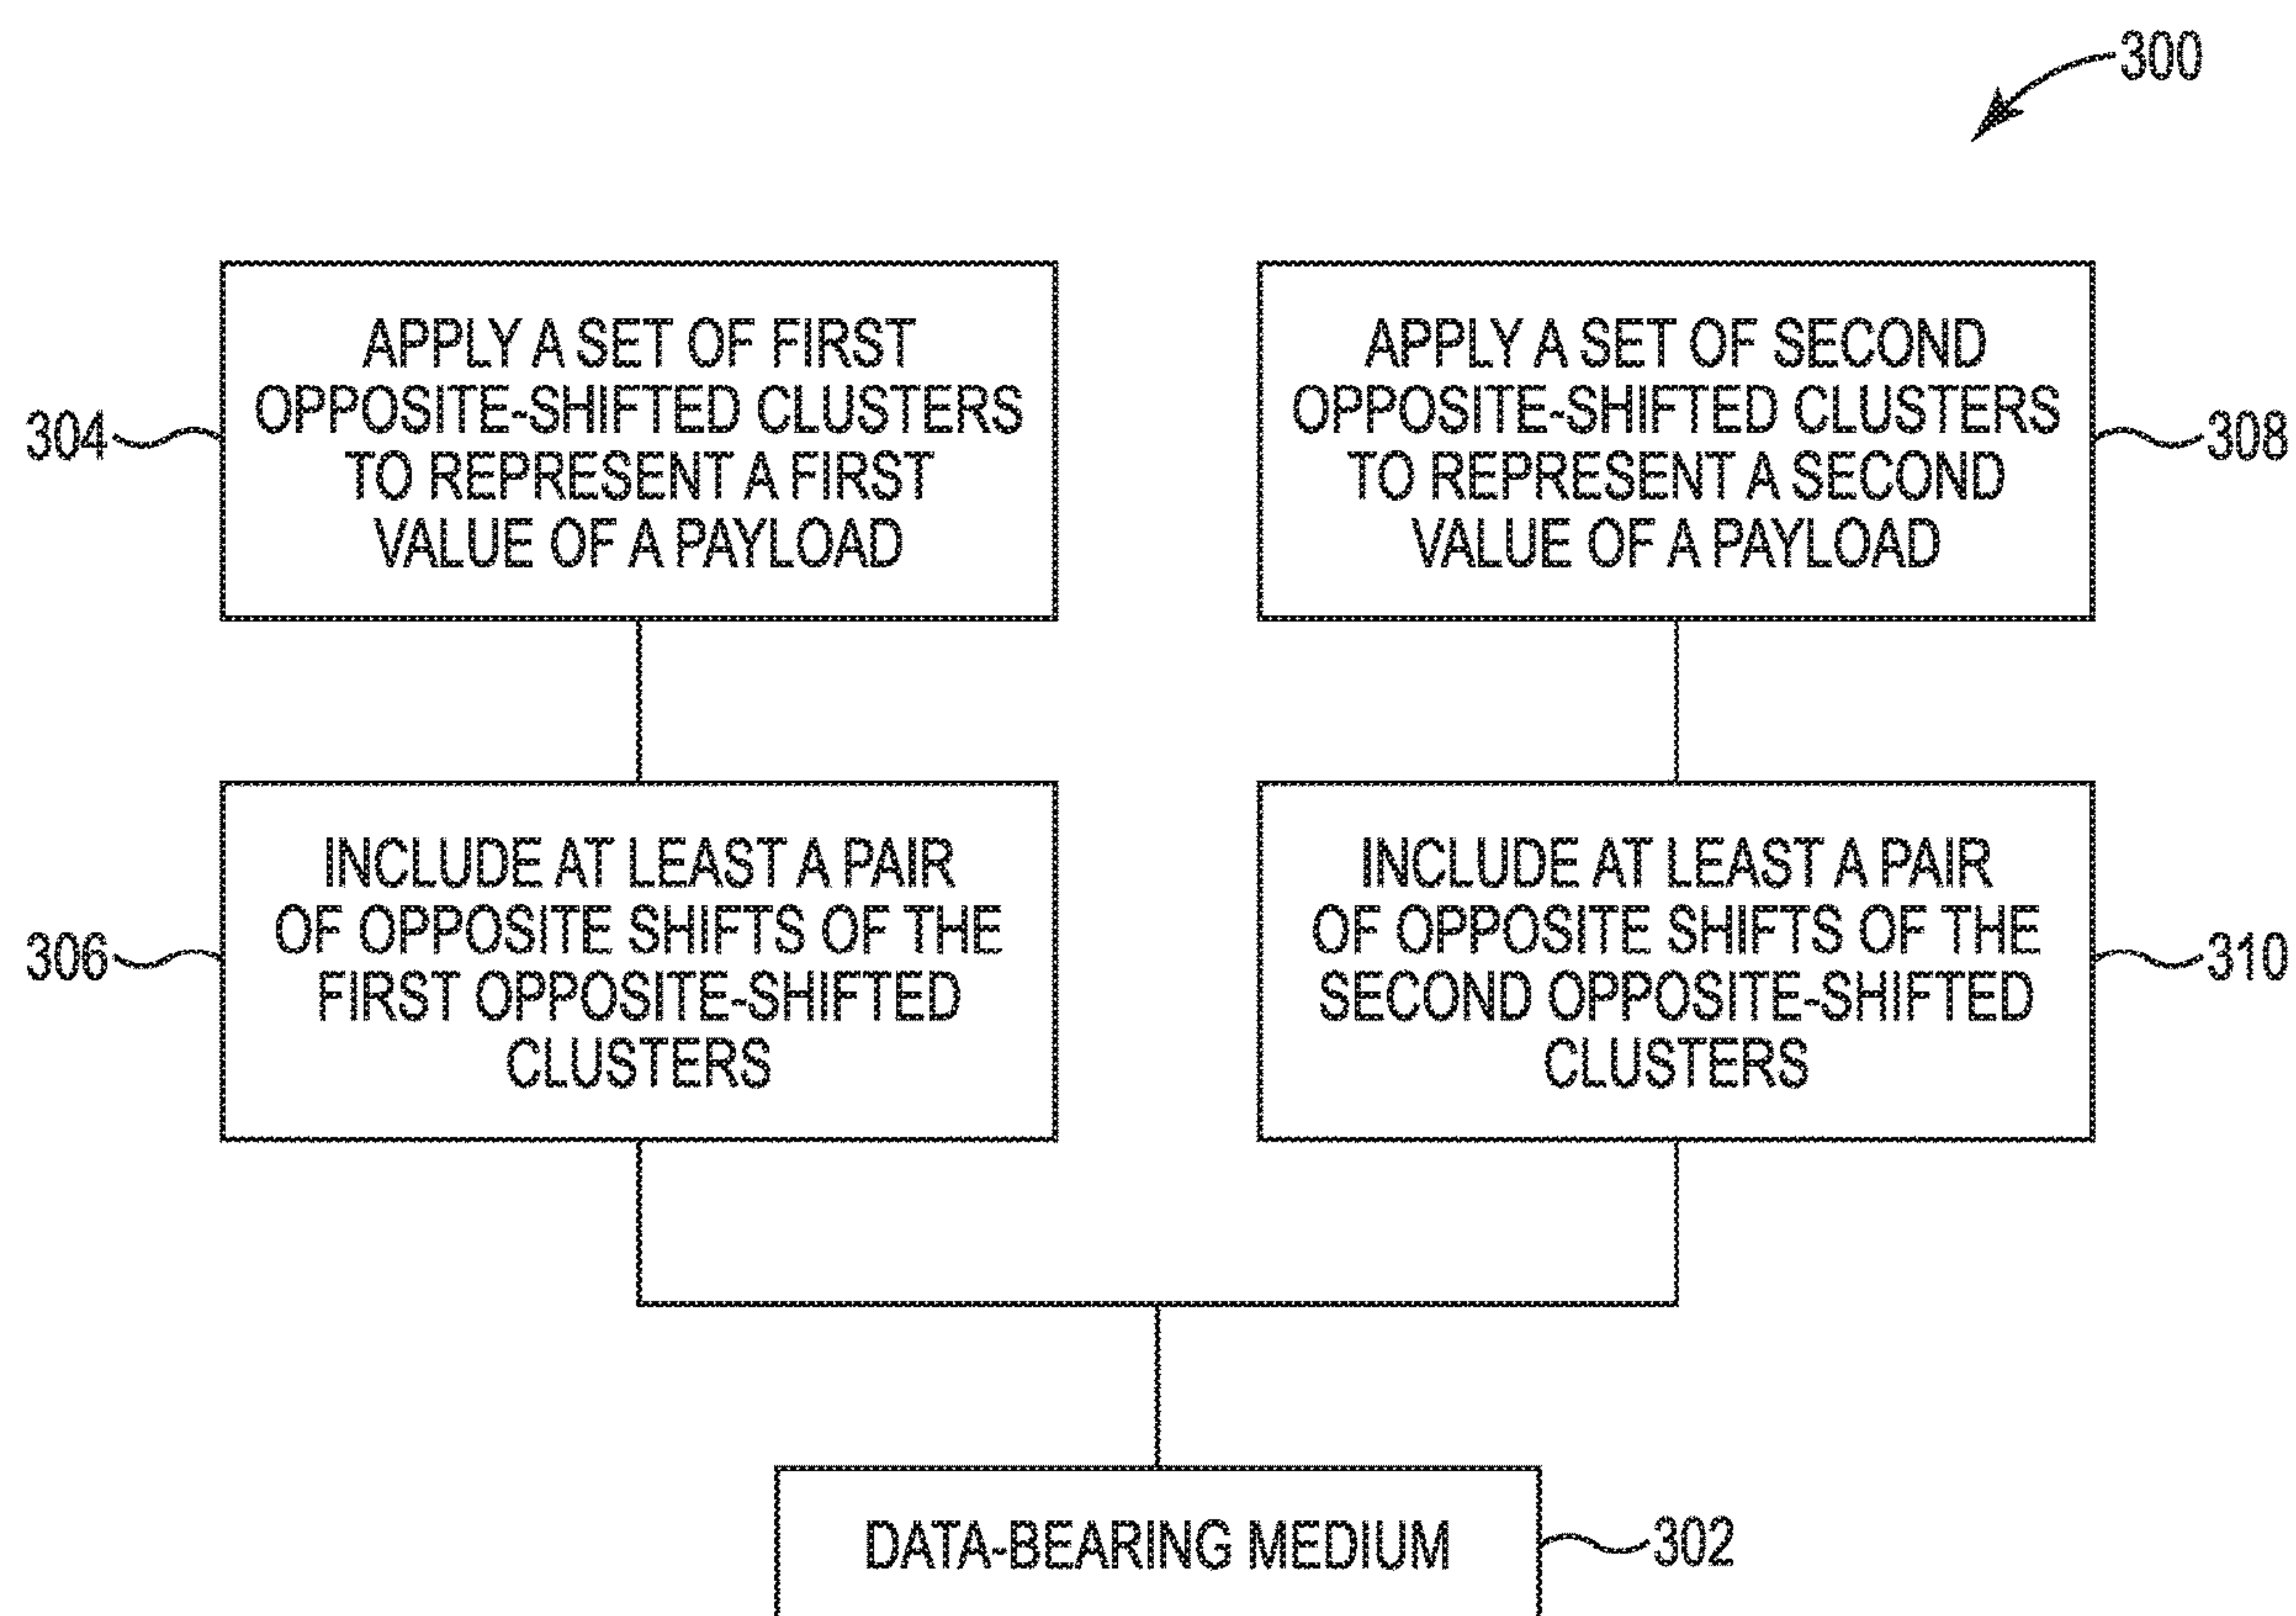 300
APPLY A SET OF FIRST
OPPOSITE-SHIFTED CLUSTERS
TO REPRESENT A FIRST
VALUE OF A PAYLOAD
304
APPLY A SET OF SECOND
OPPOSITE-SHIFTED CLUSTERS
TO REPRESENT A SECOND
VALUE OF A PAYLOAD
308
INCLUDE AT LEAST A PAIR
OF OPPOSITE SHIFTS OF THE
FIRST OPPOSITE-SHIFTED
CLUSTERS
306
INCLUDE AT LEAST A PAIR
OF OPPOSITE SHIFTS OF THE
SECOND OPPOSITE-SHIFTED
CLUSTERS
310
DATA-BEARING MEDIUM
302